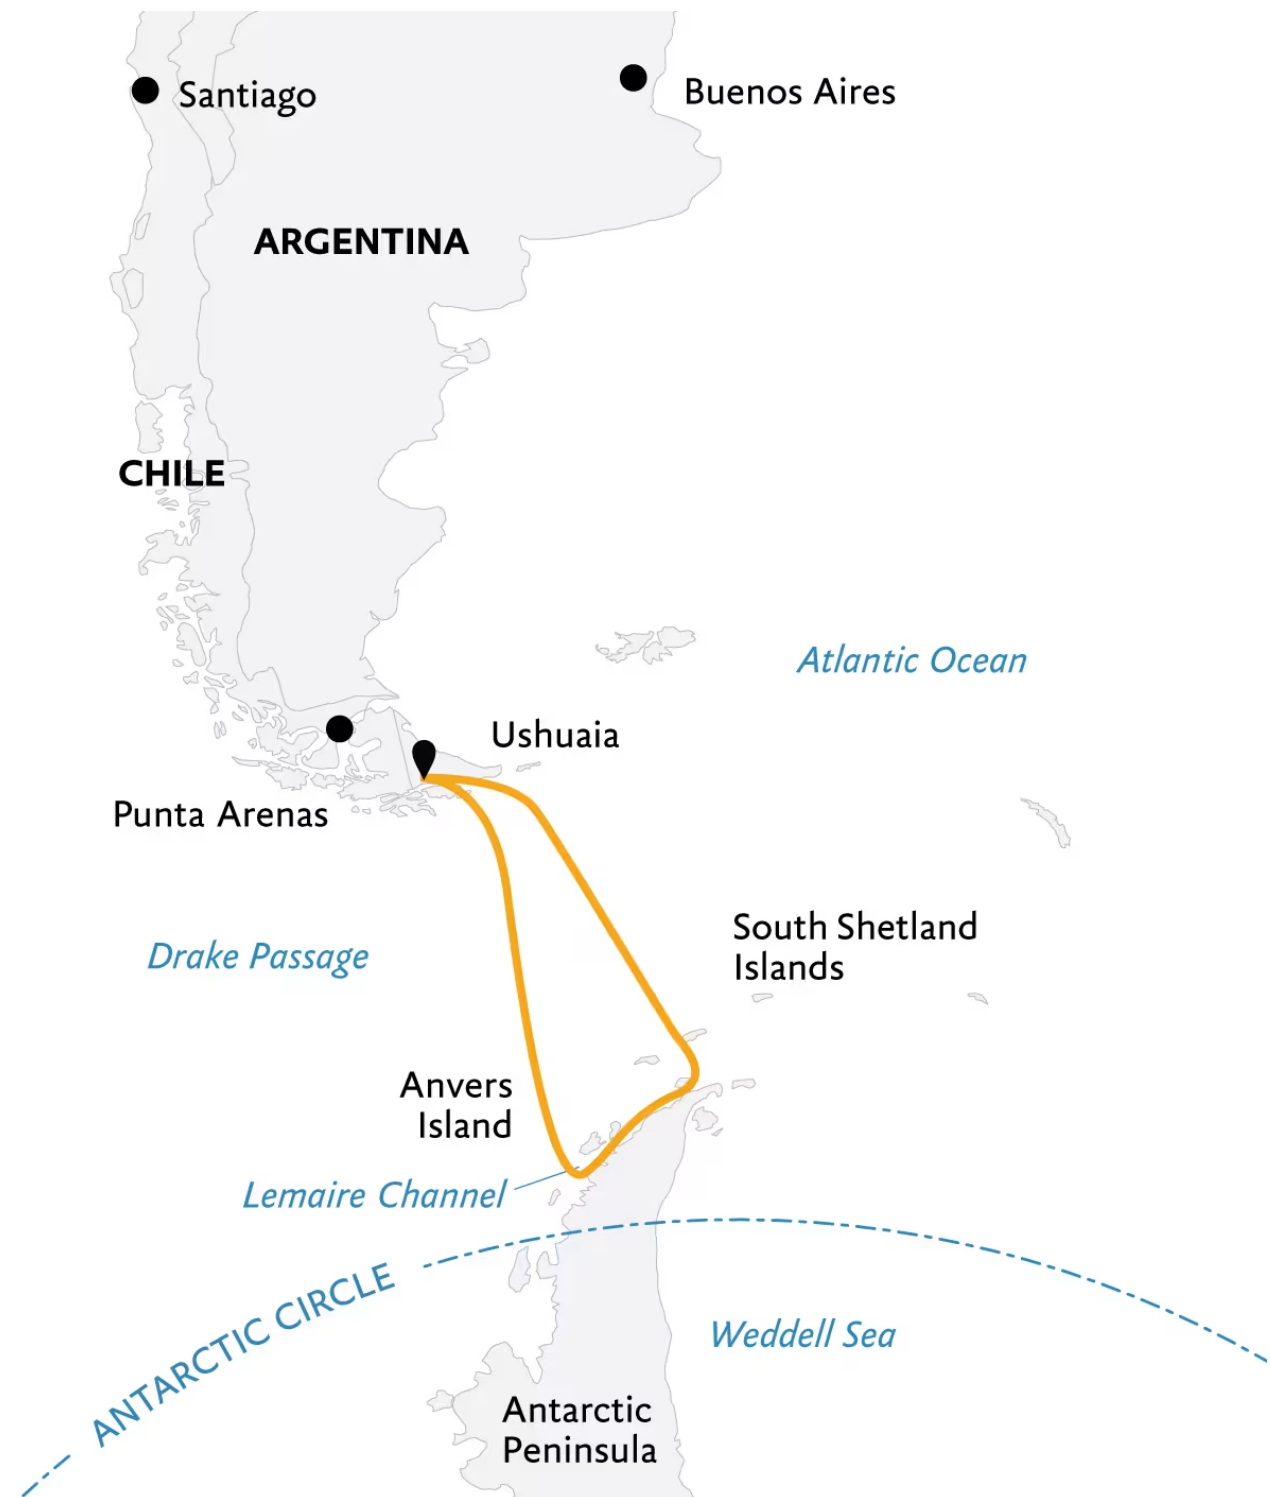 Santiago
Buenos Aires
ARGENTINA
CHILE
Atlantic Ocean
Ushuaia
Punta Arenas
South Shetland
Islands
Drake Passage
Anvers
Island
Lemaire Channel
ANTARCTIC CIRCLE
Weddell Sea
Antarctic
Peninsula